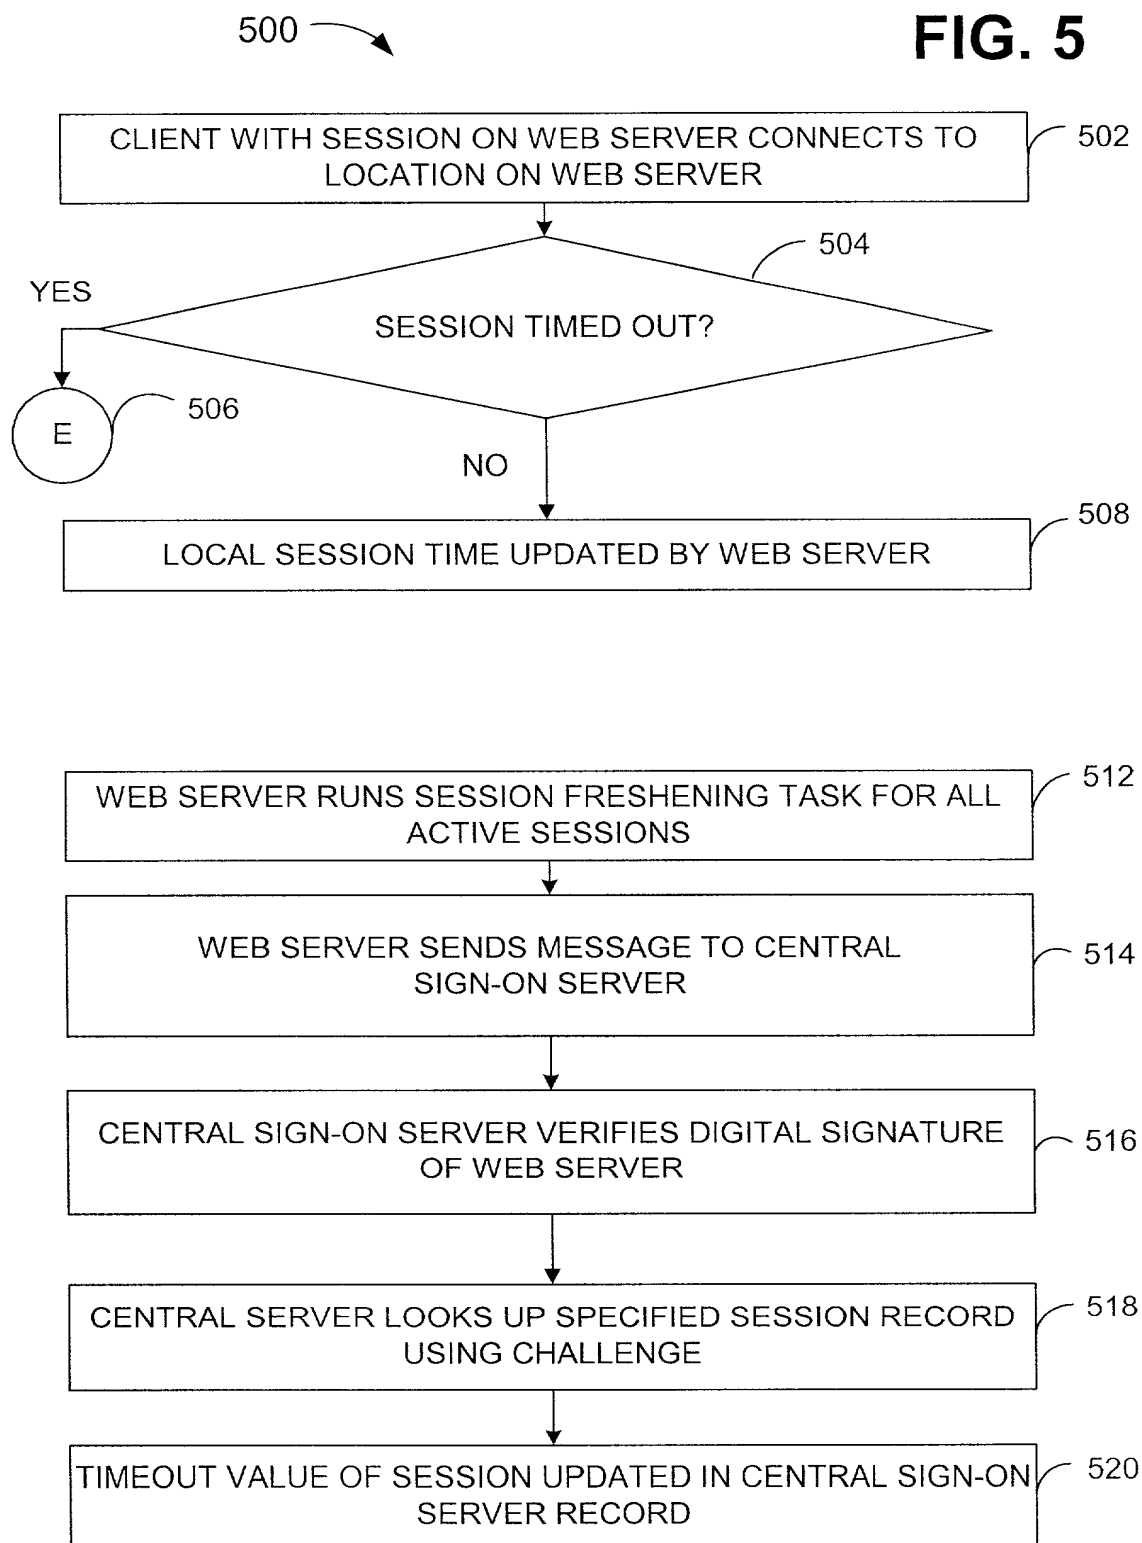 500
FIG. 5
CLIENT WITH SESSION ON WEB SERVER CONNECTS TO
LOCATION ON WEB SERVER
502
504
YES
SESSION TIMED OUT?
506
E
NO
508
LOCAL SESSION TIME UPDATED BY WEB SERVER
512
WEB SERVER RUNS SESSION FRESHENING TASK FOR ALL
ACTIVE SESSIONS
WEB SERVER SENDS MESSAGE TO CENTRAL
SIGN-ON SERVER
514
CENTRAL SIGN-ON SERVER VERIFIES DIGITAL SIGNATURE
OF WEB SERVER
516
CENTRAL SERVER LOOKS UP SPECIFIED SESSION RECORD
USING CHALLENGE
518
TIMEOUT VALUE OF SESSION UPDATED IN CENTRAL SIGN-ON
SERVER RECORD
520